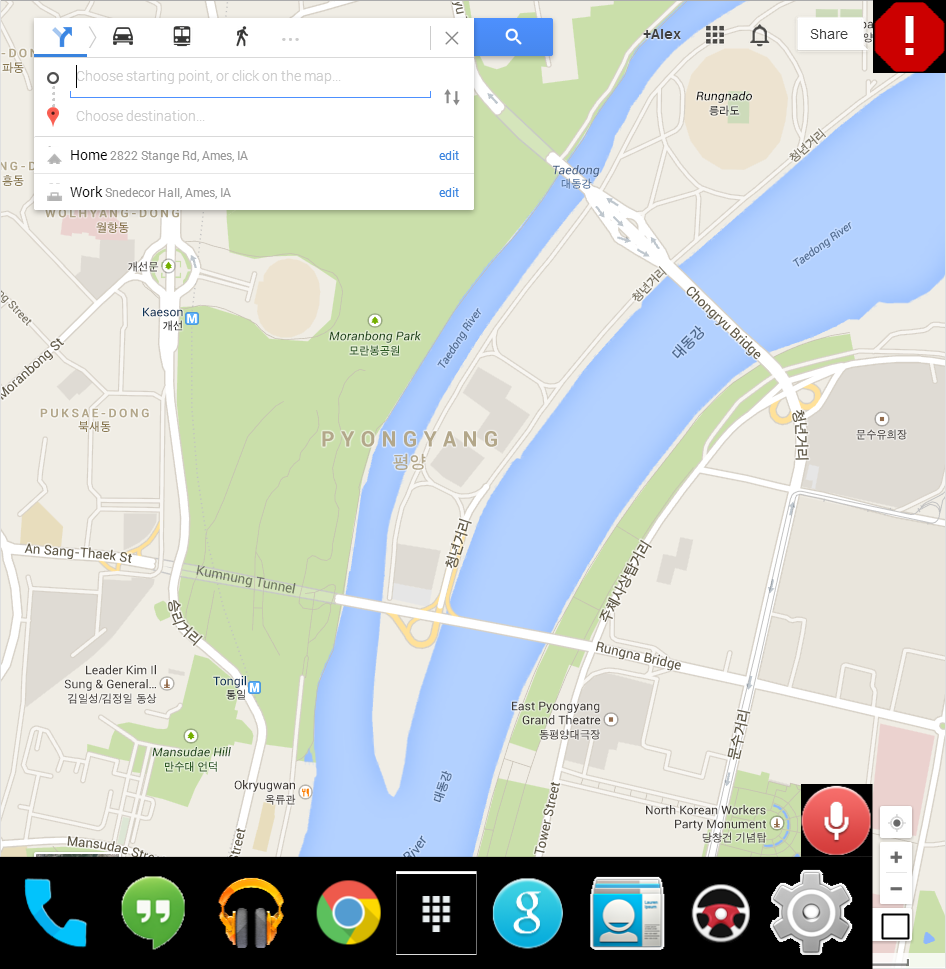 +Alex
Share
Choose starting point, or click on the map...
Choose destination...
Home 2822 Stange Rd, Ames, IA
edit
Work Snedecor Hall, Ames, IA
edit
파동
흥동
WOLHYANG-DONG
월향동
Rungnado
릉라도
청년거리
Taedong
대동강
Taedong River
청년거리
개선문
Kaeson
개선
M
Chongryu Bridge
대동강
Moranbong St
Moranbong Park
모란봉공원
Taedong River
PUKSAE-DONG
북새동
PYONGYANG
평양
청년거리
문수유희장
An Sang-Thaek St
Kumnung Tunnel
청년거리
주체사상탑거리
승리거리
Rungna Bridge
Leader Kim Il
Sung & General...
김일성/김정일 동상
Tongil
통일
M
East Pyongyang
Grand Theatre
동평양대극장
문수거리
Mansudae Hill
만수대 언덕
Okryugwan
옥류관
대동강
North Korean Workers
Party Monument
당창건 기념탑
Tower Street
Street
River
Mansudae Str
g